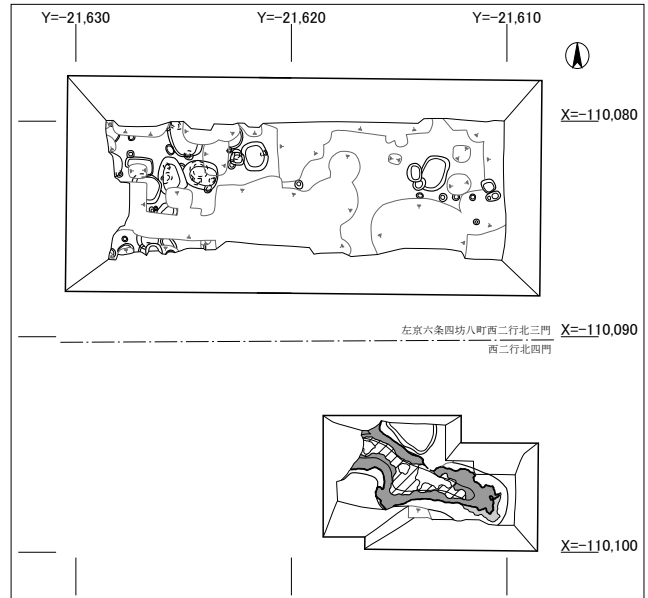 Y=-21,630
Y=-21,620
Y=-21,610
X=-110,080
左京六条四坊八町西二行北三門
X=-110,090
西二行北四門
X=-110,100